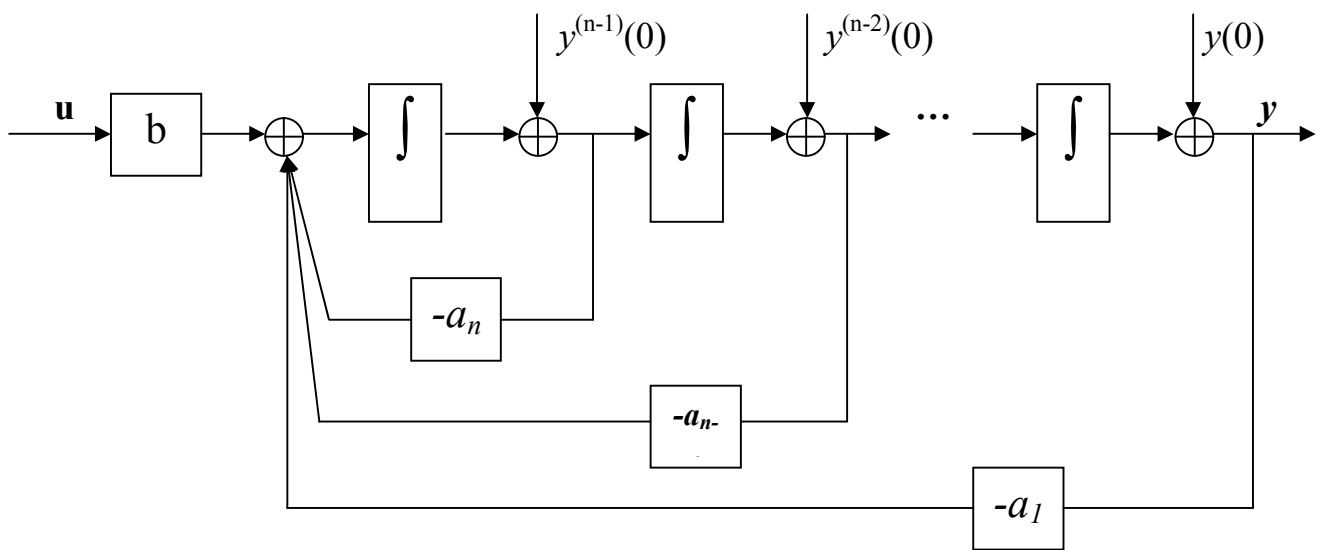 y(n-1)(0) y(n-2)(0) y(0)
u b ∫ ∫ ... ∫ y
-an
-an-
-a1